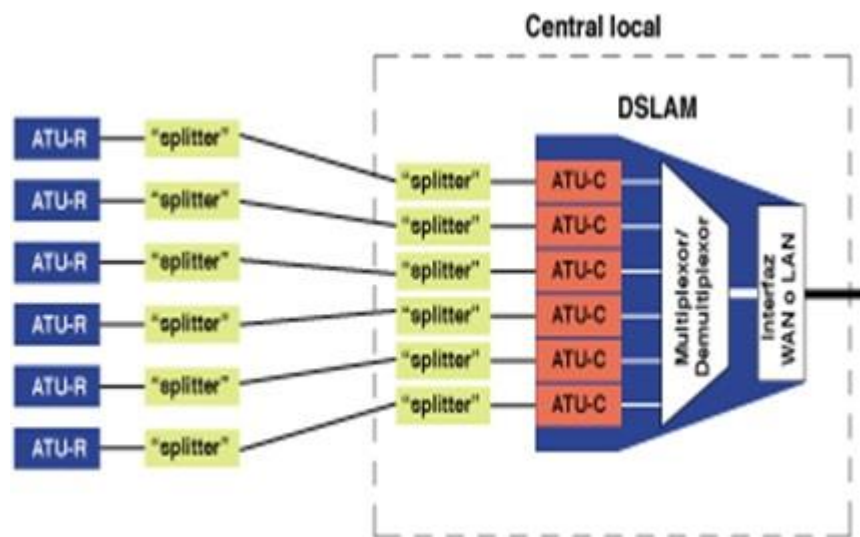 Central local
DSLAM
ATU-R
"splitter"
ATU-R
"splitter"
ATU-R
"splitter"
ATU-R
"splitter"
ATU-R
"splitter"
ATU-R
"splitter"
"splitter"
ATU-C
"splitter"
ATU-C
"splitter"
ATU-C
"splitter"
ATU-C
"splitter"
ATU-C
"splitter"
ATU-C
Multiplexor/
Demultiplexor
Interfaz
WAN o LAN